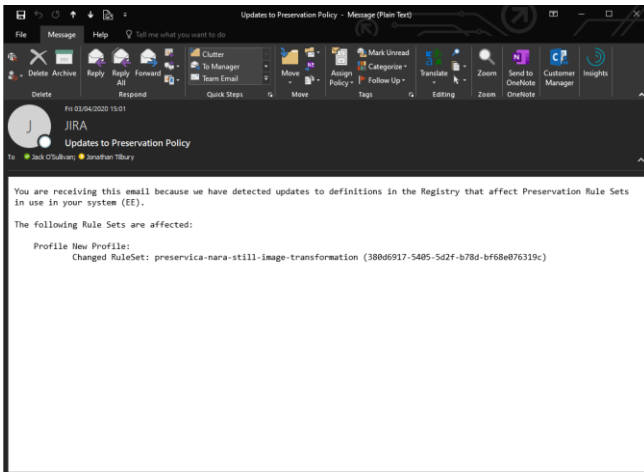 Updates to Preservation Policy - Message (Plain Text)
File Message Help Tell me what you want to do
Delete Archive
Reply Reply All Forward
Clutter
To Manager
Team Email
Move
Assign Policy
Mark Unread
Categorize
Follow Up
Translate
Zoom
Send to OneNote
Customer Manager
Insights
Delete Respond Quick Steps Move Tags Editing Zoom OneNote
Fri 03/04/2020 15:01
J
JIRA
Updates to Preservation Policy
To Jack O'Sullivan; Jonathan Tilbury
You are receiving this email because we have detected updates to definitions in the Registry that affect Preservation Rule Sets
in use in your system (EE).
The following Rule Sets are affected:
Profile New Profile:
Changed RuleSet: preservica-nara-still-image-transformation (380d6917-5405-5d2f-b78d-bf68e076319c)